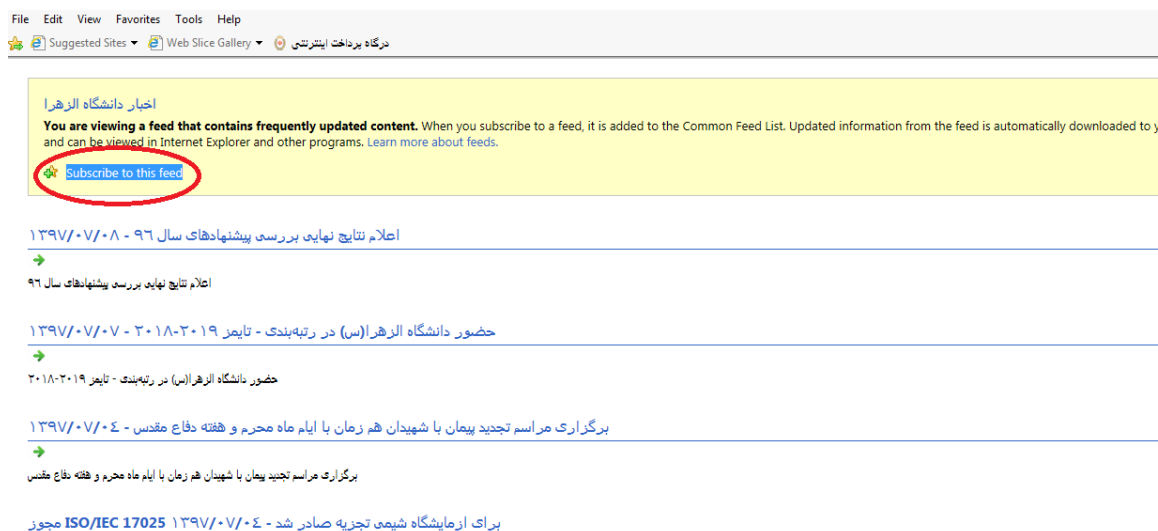 File Edit View Favorites Tools Help
Suggested Sites Web Slice Gallery درگاه پرداخت اینترنتی
اخبار دانشگاه الزهرا
You are viewing a feed that contains frequently updated content. When you subscribe to a feed, it is added to the Common Feed List. Updated information from the feed is automatically downloaded to
and can be viewed in Internet Explorer and other programs. Learn more about feeds.
Subscribe to this feed
اعلام نتایج نهایی بررسی پیشنهادهای سال ۹۶ - ۱۳۹۷/۰۷/۰۸
اعلام نتایج نهایی بررسی پیشنهادهای سال ۹۶
حضور دانشگاه الزهرا(س) در رتبه‌بندی - تایمز ۲۰۱۹-۲۰۱۸ - ۱۳۹۷/۰۷/۰۷
حضور دانشگاه الزهرا(س) در رتبه‌بندی - تایمز ۲۰۱۹-۲۰۱۸
برگزاری مراسم تجدید پیمان با شهیدان هم زمان با ایام ماه محرم و هفته دفاع مقدس - ۱۳۹۷/۰۷/۰۴
برگزاری مراسم تجدید پیمان با شهیدان هم زمان با ایام ماه محرم و هفته دفاع مقدس
مجوز ISO/IEC 17025 برای ازمایشگاه شیمی تجزیه صادر شد - ۱۳۹۷/۰۷/۰۴